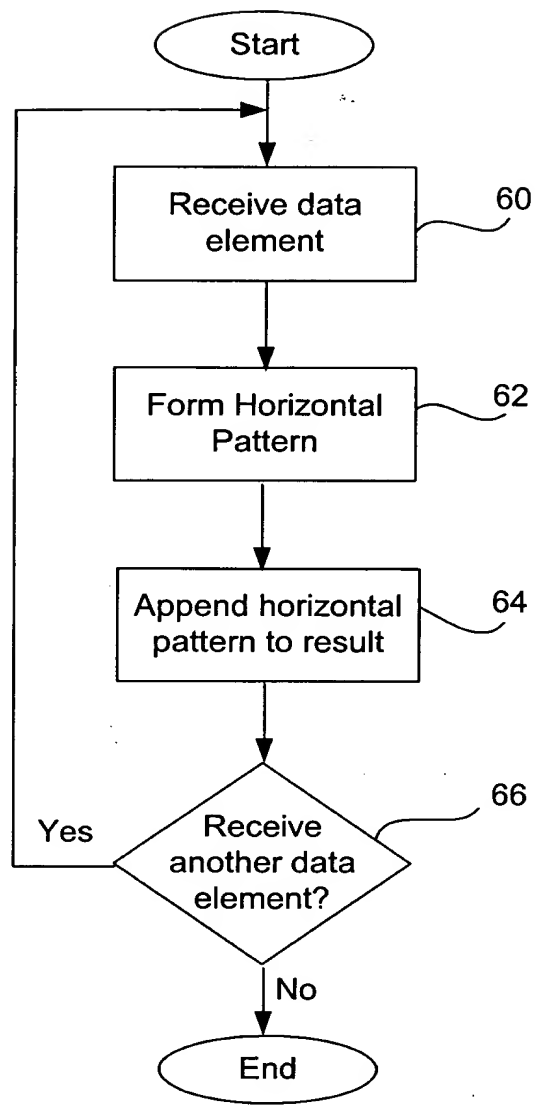 Start
Receive data
element
60
Form Horizontal
Pattern
62
Append horizontal
pattern to result
64
Receive
another data
element?
66
Yes
No
End